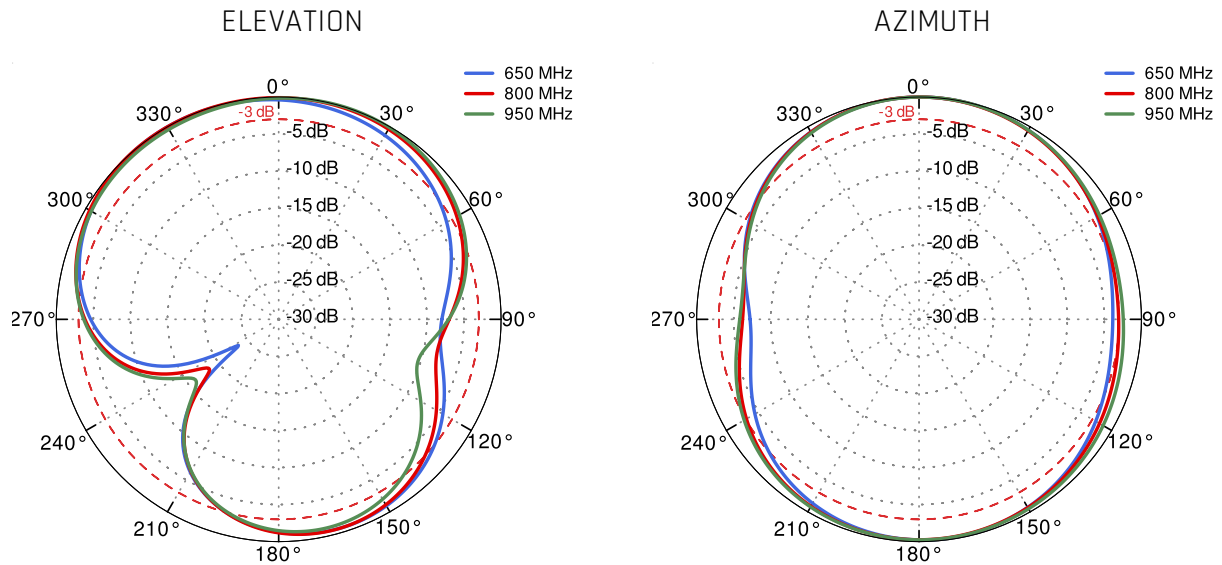 ELEVATION
650 MHz
800 MHz
950 MHz
0°
330°
-3 dB
30°
-5 dB
-10 dB
300°
60°
-15 dB
-20 dB
-25 dB
270°
-30 dB
90°
240°
120°
210°
150°
180°
AZIMUTH
650 MHz
800 MHz
950 MHz
0°
330°
-3 dB
30°
-5 dB
-10 dB
300°
60°
-15 dB
-20 dB
-25 dB
270°
-30 dB
90°
240°
120°
210°
150°
180°